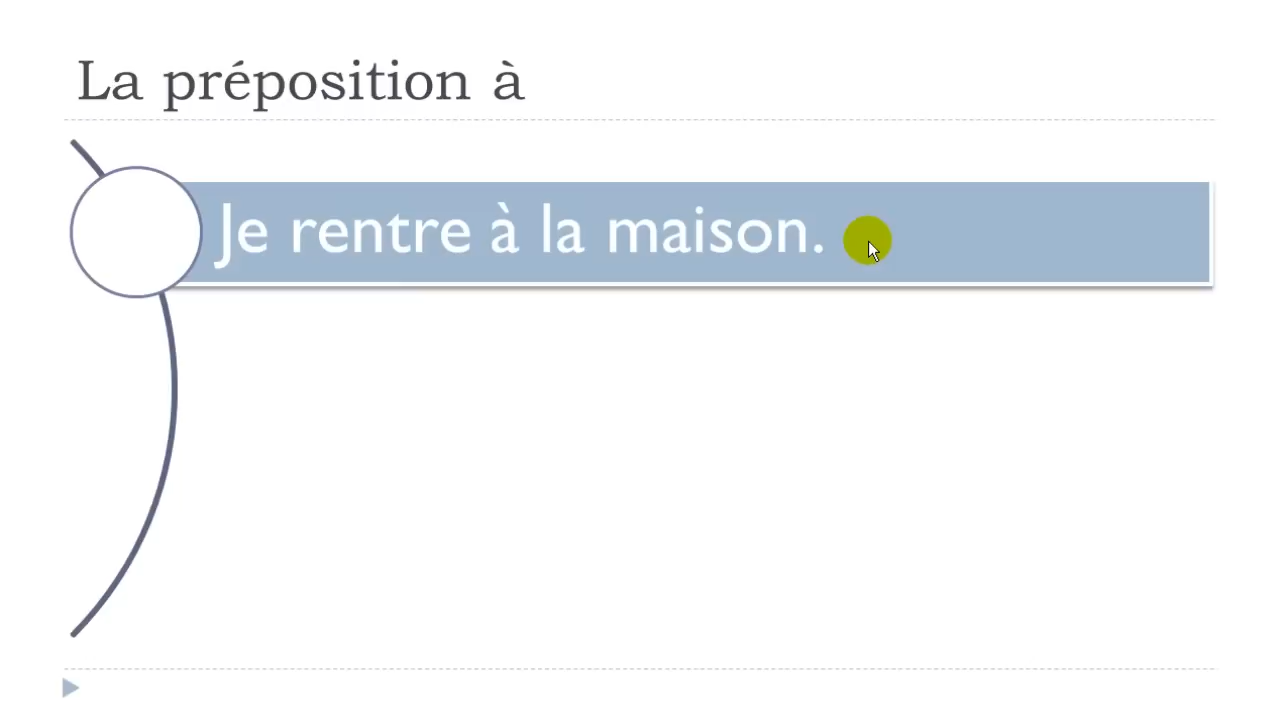 La préposition à
Je rentre à la maison.